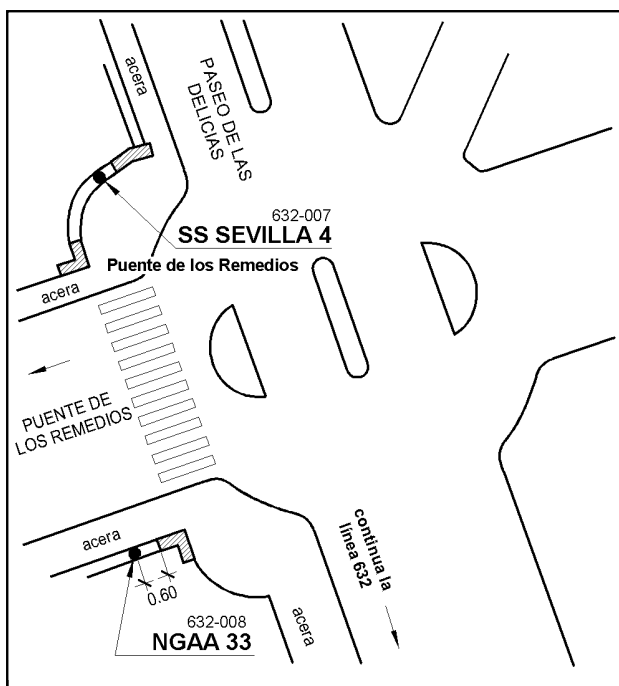 acera
PASEO DE LAS
DELICIAS
632-007
SS SEVILLA 4
Puente de los Remedios
acera
PUENTE DE
LOS REMEDIOS
continua la
línea 632
acera
0.60
632-008
NGAA 33
acera